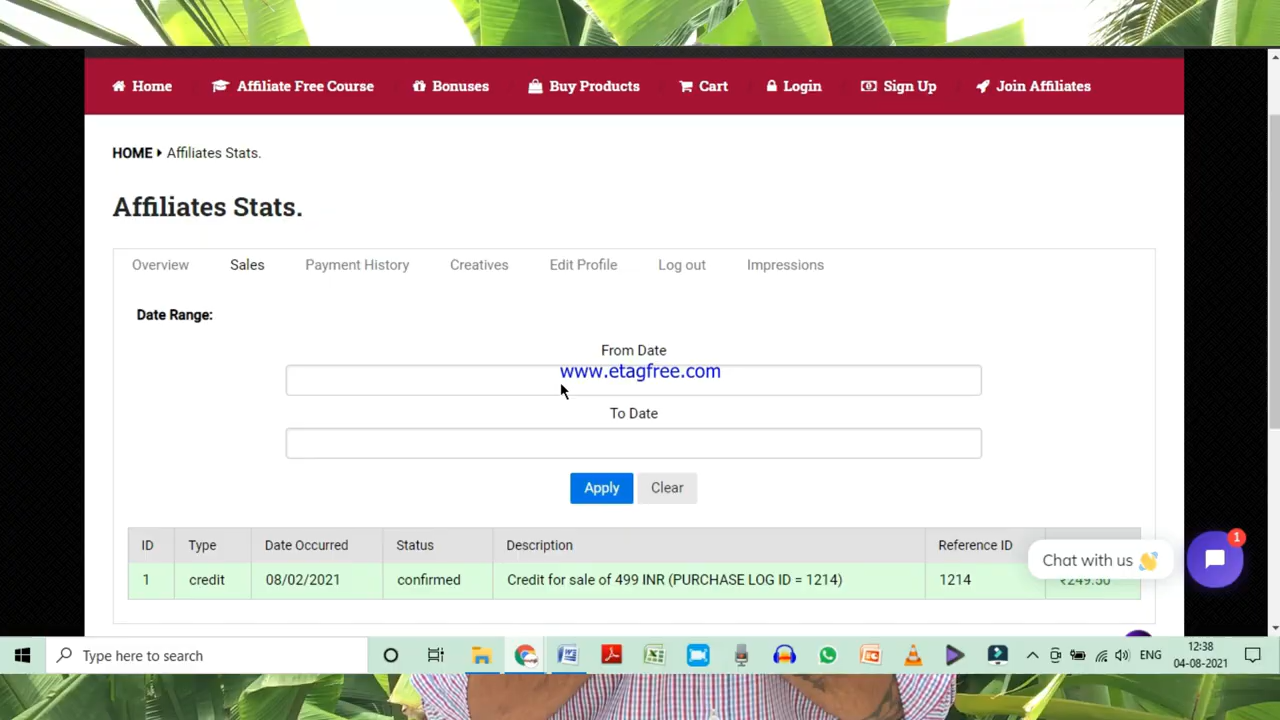 Home Affiliate Free Course Bonuses Buy Products Cart Login Sign Up Join Affiliates
HOME Affiliates Stats.
Affiliates Stats.
Overview Sales Payment History Creatives Edit Profile Log out Impressions
Date Range:
From Date
www.etagfree.com
To Date
Apply Clear
ID Type Date Occurred Status Description Reference ID
1 credit 08/02/2021 confirmed Credit for sale of 499 INR (PURCHASE LOG ID = 1214) 1214 ₹249.50
1
Chat with us
Type here to search
ENG
12:38
04-08-2021